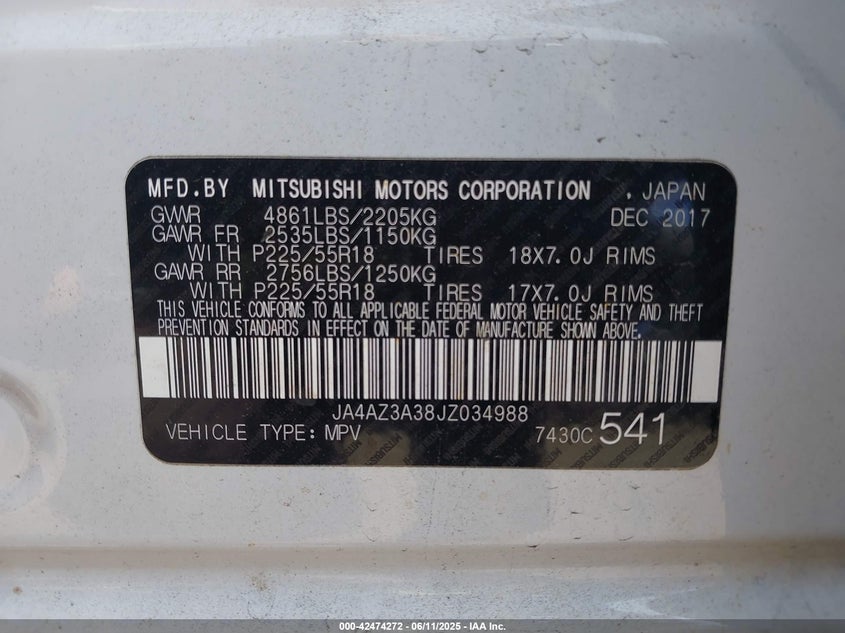 MFD.BY MITSUBISHI MOTORS CORPORATION , JAPAN
GVWR 4861LBS/2205KG DEC 2017
GAWR FR 2535LBS/1150KG
WITH P225/55R18 TIRES 18X7.0J RIMS
GAWR RR 2756LBS/1250KG
WITH P225/55R18 TIRES 17X7.0J RIMS
THIS VEHICLE CONFORMS TO ALL APPLICABLE FEDERAL MOTOR VEHICLE SAFETY AND THEFT
PREVENTION STANDARDS IN EFFECT ON THE DATE OF MANUFACTURE SHOWN ABOVE.
JA4AZ3A38JZ034988
VEHICLE TYPE: MPV 7430C 541
000-42474272 - 06/11/2025 - IAA Inc.